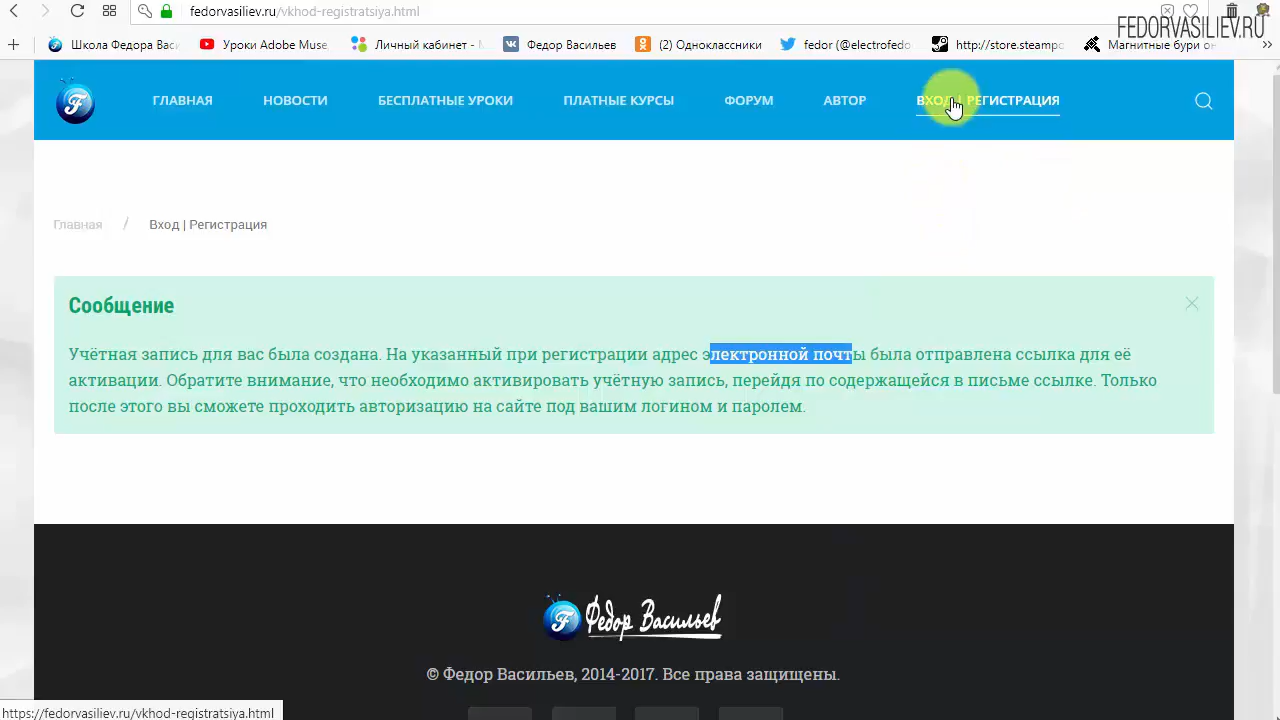 fedorvasiliev.ru/vkhod-registratsiya.html
FEDORVASILIEV.RU
Школа Федора Васи
Уроки Adobe Muse,
Личный кабинет - М
Федор Васильев
(2) Одноклассники
fedor (@electrofedo
http://store.steampo
Магнитные бури он
ГЛАВНАЯ
НОВОСТИ
БЕСПЛАТНЫЕ УРОКИ
ПЛАТНЫЕ КУРСЫ
ФОРУМ
АВТОР
ВХОД | РЕГИСТРАЦИЯ
Главная / Вход | Регистрация
Сообщение
Учётная запись для вас была создана. На указанный при регистрации адрес электронной почты была отправлена ссылка для её
активации. Обратите внимание, что необходимо активировать учётную запись, перейдя по содержащейся в письме ссылке. Только
после этого вы сможете проходить авторизацию на сайте под вашим логином и паролем.
Федор Васильев
© Федор Васильев, 2014-2017. Все права защищены.
https://fedorvasiliev.ru/vkhod-registratsiya.html